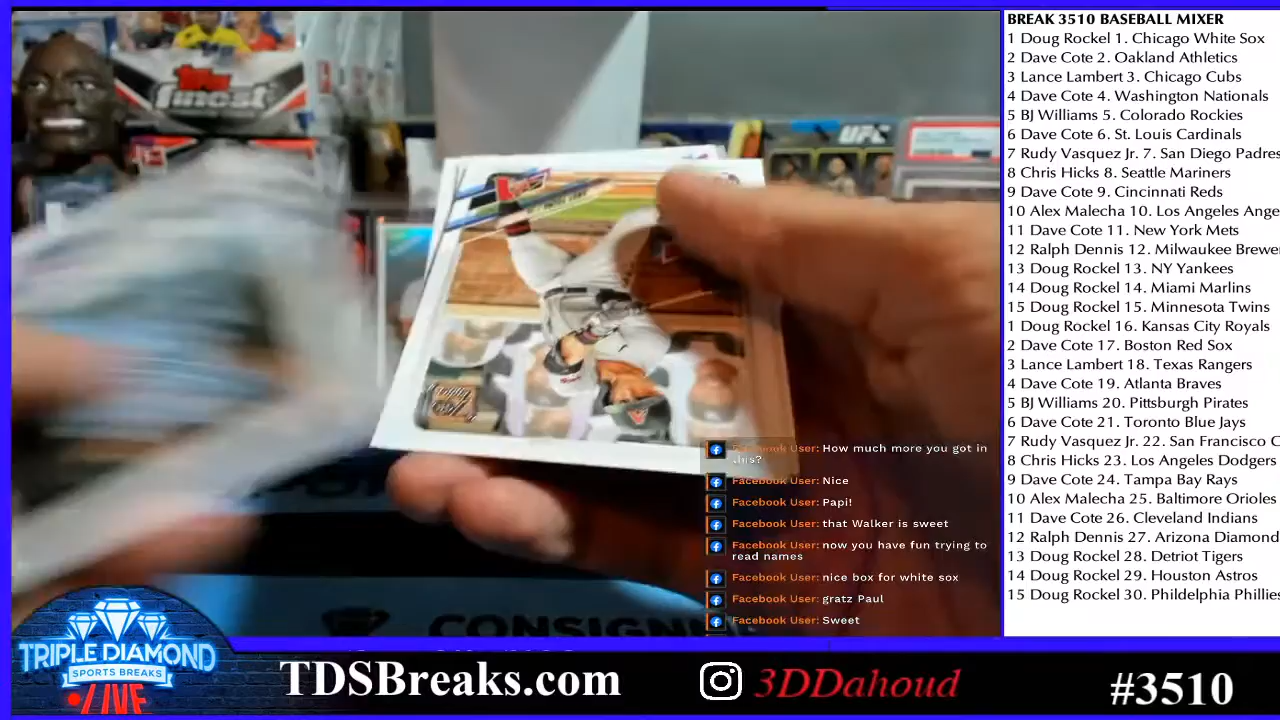 BREAK 3510 BASEBALL MIXER
1 Doug Rockel 1. Chicago White Sox
2 Dave Cote 2. Oakland Athletics
3 Lance Lambert 3. Chicago Cubs
4 Dave Cote 4. Washington Nationals
5 BJ Williams 5. Colorado Rockies
6 Dave Cote 6. St. Louis Cardinals
7 Rudy Vasquez Jr. 7. San Diego Padres
8 Chris Hicks 8. Seattle Mariners
9 Dave Cote 9. Cincinnati Reds
10 Alex Malecha 10. Los Angeles Ange
11 Dave Cote 11. New York Mets
12 Ralph Dennis 12. Milwaukee Brewe
13 Doug Rockel 13. NY Yankees
14 Doug Rockel 14. Miami Marlins
15 Doug Rockel 15. Minnesota Twins
1 Doug Rockel 16. Kansas City Royals
2 Dave Cote 17. Boston Red Sox
3 Lance Lambert 18. Texas Rangers
4 Dave Cote 19. Atlanta Braves
5 BJ Williams 20. Pittsburgh Pirates
6 Dave Cote 21. Toronto Blue Jays
7 Rudy Vasquez Jr. 22. San Francisco C
8 Chris Hicks 23. Los Angeles Dodgers
9 Dave Cote 24. Tampa Bay Rays
10 Alex Malecha 25. Baltimore Orioles
11 Dave Cote 26. Cleveland Indians
12 Ralph Dennis 27. Arizona Diamond
13 Doug Rockel 28. Detriot Tigers
14 Doug Rockel 29. Houston Astros
15 Doug Rockel 30. Phildelphia Phillies
Topps
finest
UFC
Facebook User: How much more you got in
this?
Facebook User: Nice
Facebook User: Papi!
Facebook User: that Walker is sweet
Facebook User: now you have fun trying to
read names
Facebook User: nice box for white sox
Facebook User: gratz Paul
Facebook User: Sweet
CONSIGNM
TRIPLE DIAMOND
SPORTS BREAKS
LIVE
TDSBreaks.com
3DDahoud
#3510